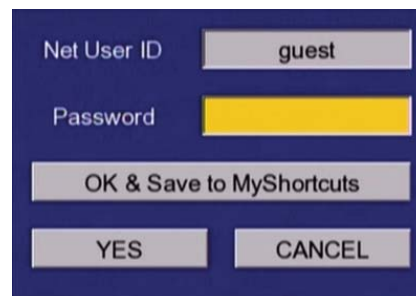 Net User ID guest
Password
OK & Save to MyShortcuts
YES CANCEL